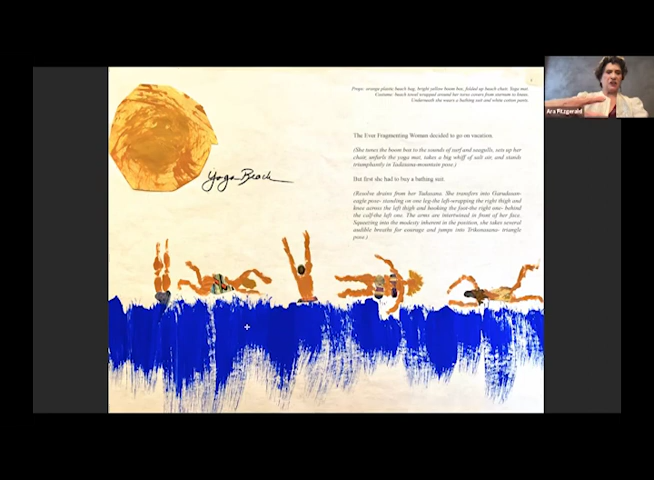 Props: orange plastic beach bag, bright yellow boom box, folded up beach chair, Yoga mat
Costume: beach towel wrapped around her torso covers from sternum to knees.
Underneath she wears a bathing suit and white cotton pants.
Ara Fitzgerald
The Ever Fragmenting Woman decided to go on vacation.
(She tunes the boom box to the sounds of surf and seagulls, sets up her
chair, unfurls the yoga mat, takes a big whiff of salt air, and stands
triumphantly in Tadasana-mountain pose.)
Yoga Beach
But first she had to buy a bathing suit.
(Resolve drains from her Tadasana. She transfers into Garudasan-
eagle pose- standing on one leg-the left-wrapping the right thigh and
knee across the left thigh and hooking the foot-the right one- behind
the calf-the left one. The arms are intertwined in front of her face.
Squeezing into the modesty inherent in the position, she takes several
audible breaths for courage and jumps into Trikonasana- triangle
pose.)